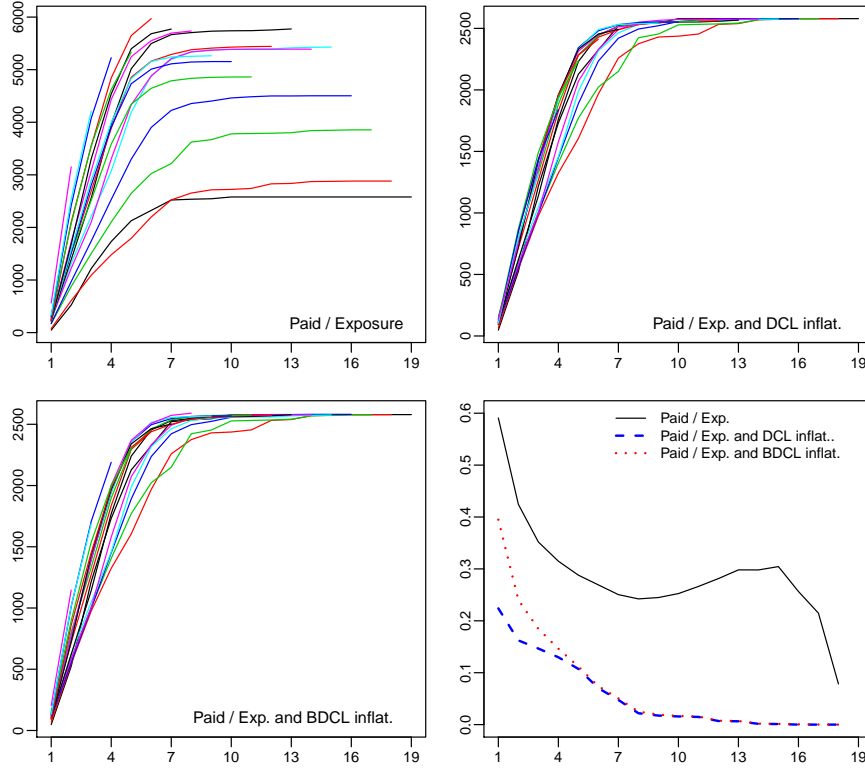 6000
5000
4000
3000
2000
1000
0
Paid / Exposure
1 4 7 10 13 16 19
2500
2000
1500
1000
500
0
Paid / Exp. and DCL inflat.
1 4 7 10 13 16 19
2500
2000
1500
1000
500
0
Paid / Exp. and BDCL inflat.
1 4 7 10 13 16 19
0.6
0.5
0.4
0.3
0.2
0.1
0.0
Paid / Exp.
Paid / Exp. and DCL inflat..
Paid / Exp. and BDCL inflat.
1 4 7 10 13 16 19